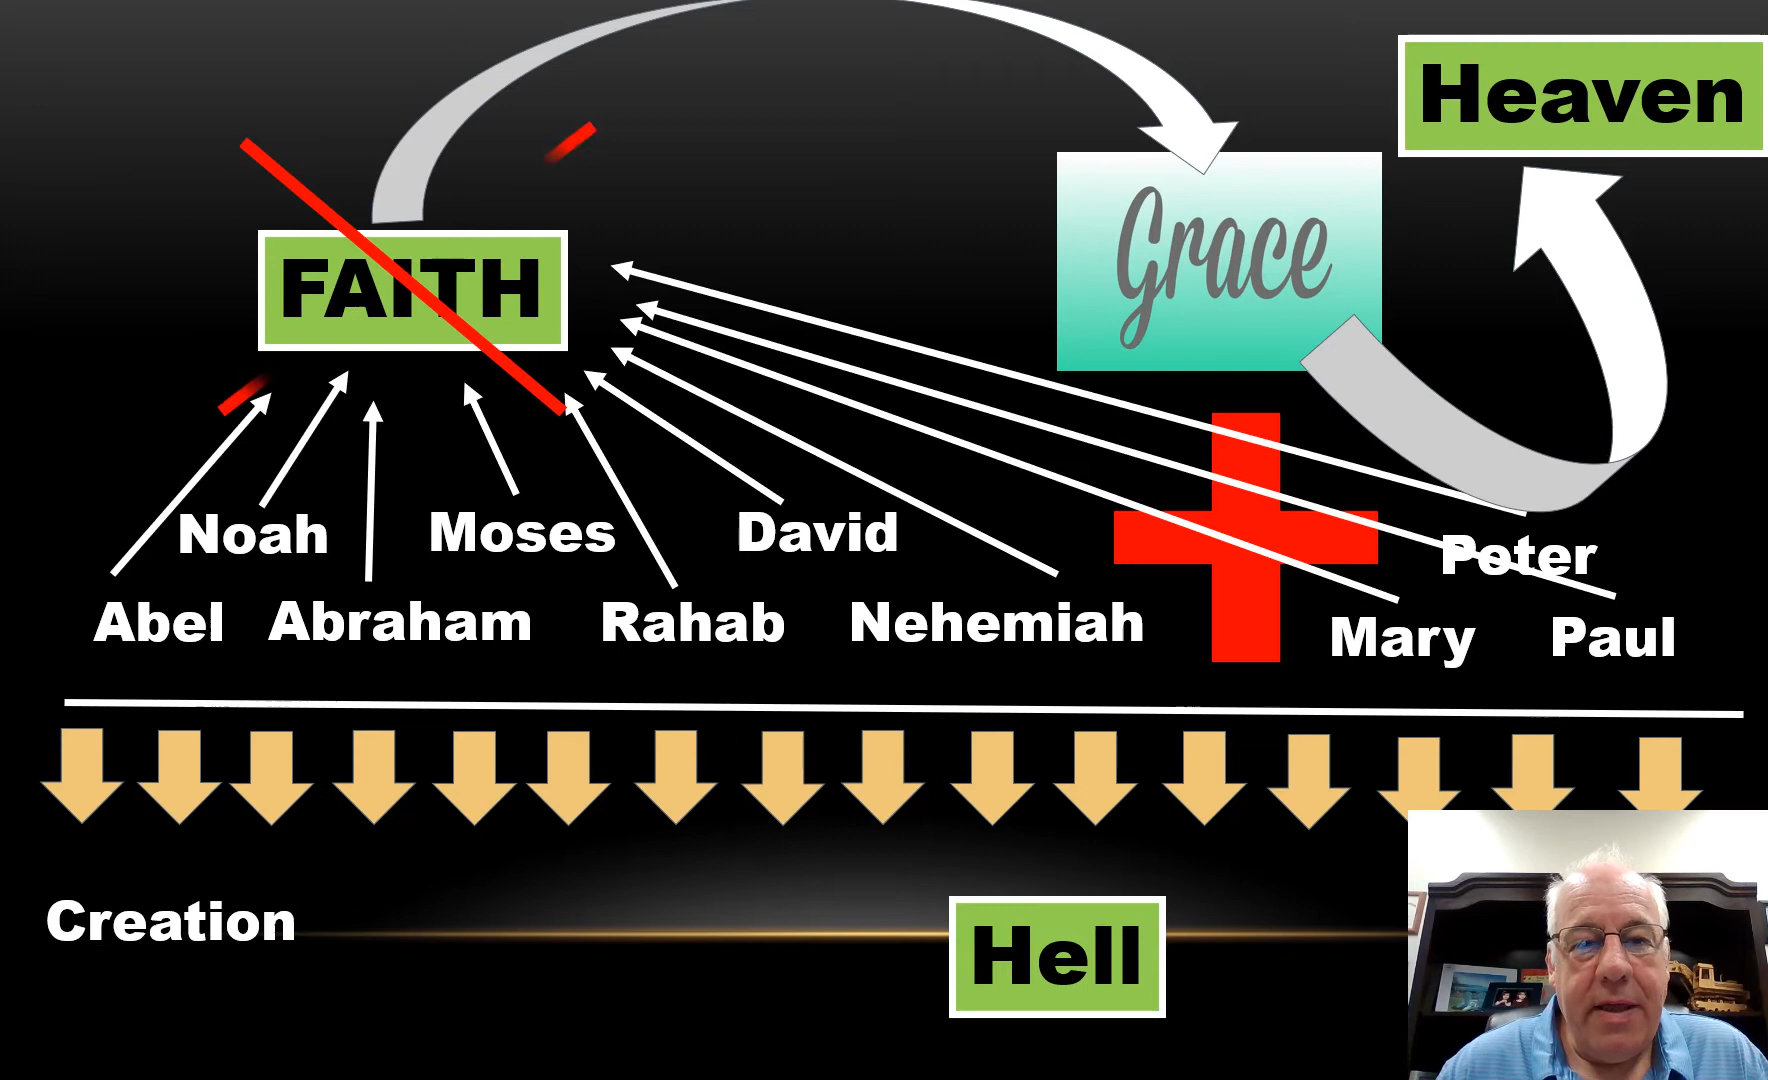 Heaven
Grace
FAITH
Noah
Moses
David
Peter
Abel
Abraham
Rahab
Nehemiah
Mary
Paul
Creation
Hell